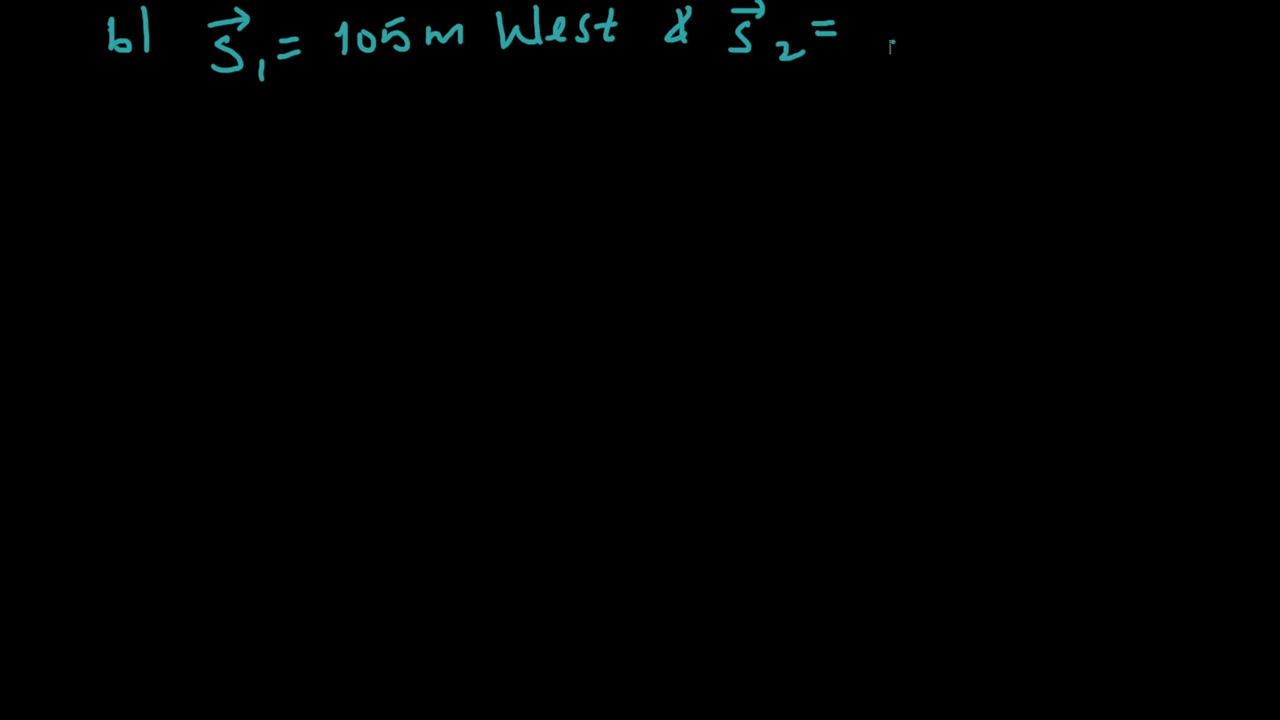 b) S⃗₁ = 105 m West & S⃗₂ =